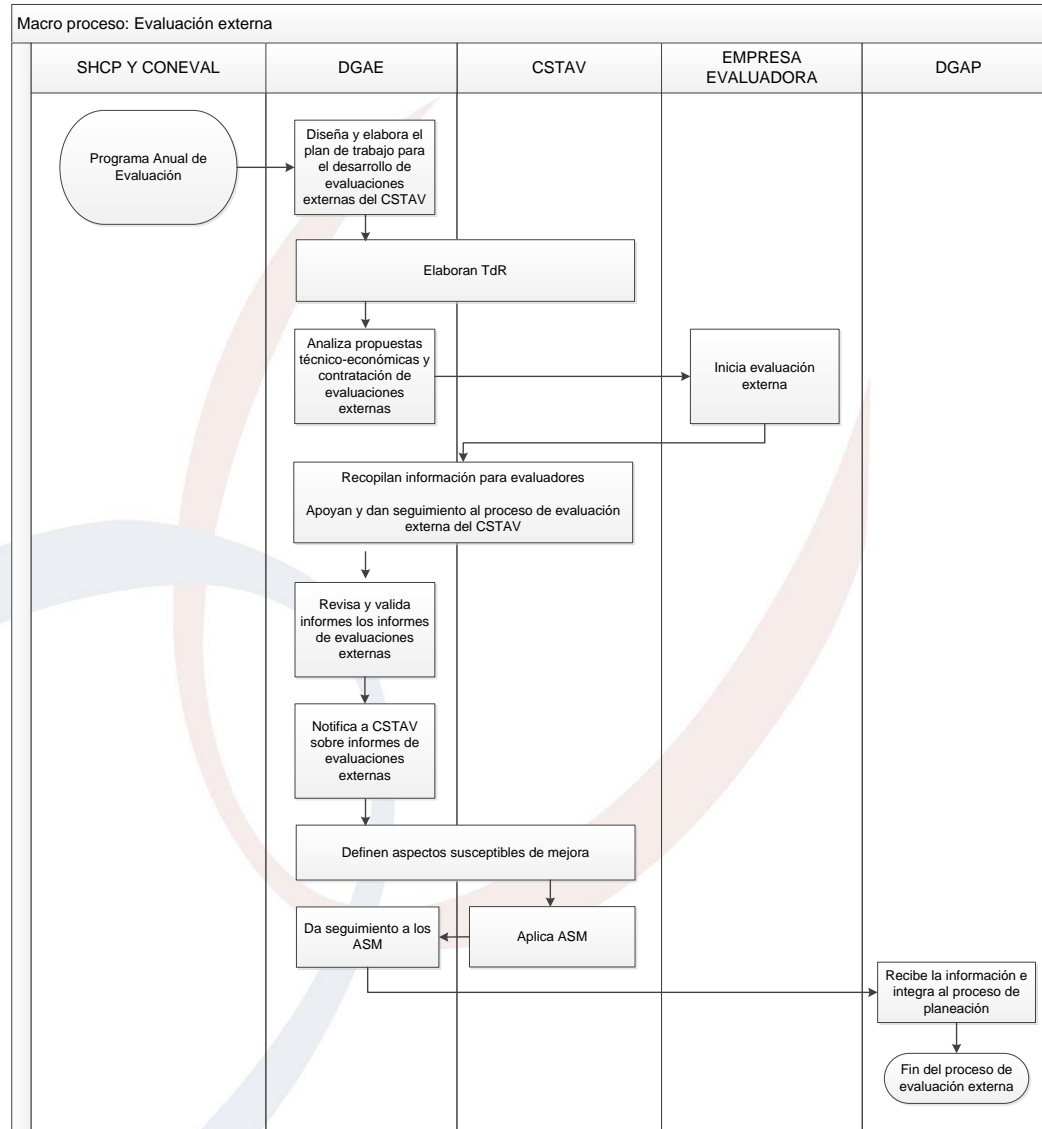 Macro proceso: Evaluación externa
SHCP Y CONEVAL
DGAE
CSTAV
EMPRESA
EVALUADORA
DGAP
Programa Anual de
Evaluación
Diseña y elabora el
plan de trabajo para
el desarrollo de
evaluaciones
externas del CSTAV
Elaboran TdR
Analiza propuestas
técnico-económicas y
contratación de
evaluaciones
externas
Inicia evaluación
externa
Recopilan información para evaluadores
Apoyan y dan seguimiento al proceso de evaluación
externa del CSTAV
Revisa y valida
informes los informes
de evaluaciones
externas
Notifica a CSTAV
sobre informes de
evaluaciones
externas
Definen aspectos susceptibles de mejora
Da seguimiento a los
ASM
Aplica ASM
Recibe la información e
integra al proceso de
planeación
Fin del proceso de
evaluación externa